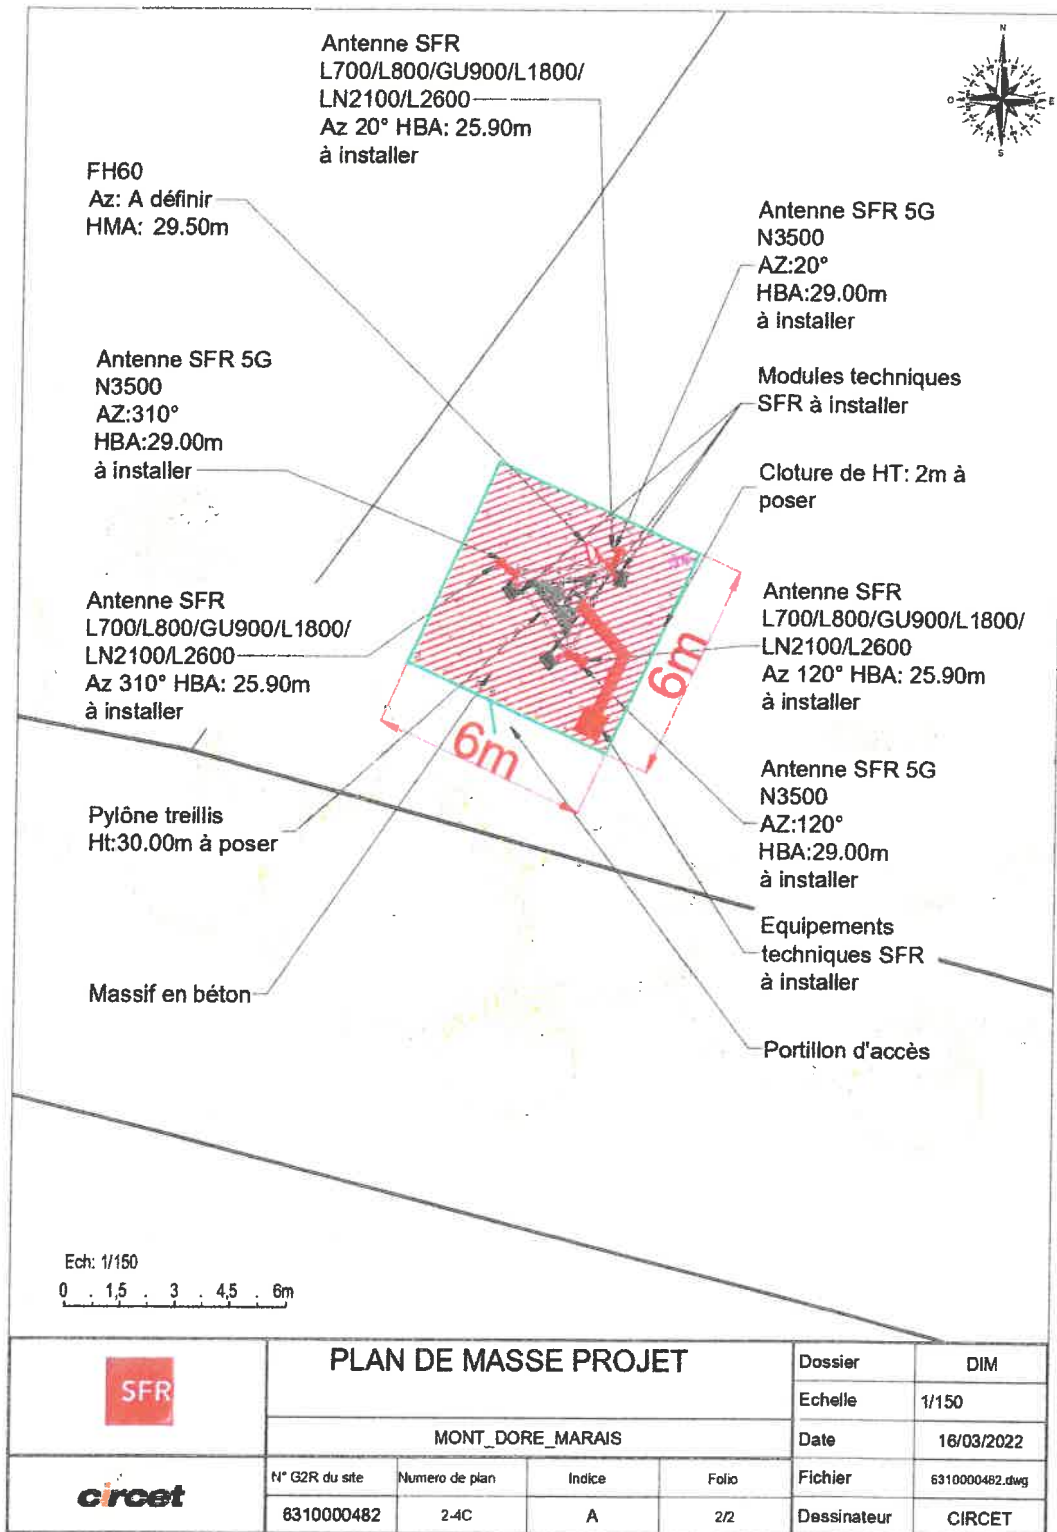 Antenne SFR
L700/L800/GU900/L1800/
LN2100/L2600
Az 20° HBA: 25.90m
à installer
N
O
E
S
FH60
Az: A définir
HMA: 29.50m
Antenne SFR 5G
N3500
AZ:20°
HBA:29.00m
à installer
Antenne SFR 5G
N3500
AZ:310°
HBA:29.00m
à installer
Modules techniques
SFR à installer
Cloture de HT: 2m à
poser
Antenne SFR
L700/L800/GU900/L1800/
LN2100/L2600
Az 310° HBA: 25.90m
à installer
Antenne SFR
L700/L800/GU900/L1800/
LN2100/L2600
Az 120° HBA: 25.90m
à installer
6m
6m
Pylône treillis
Ht:30.00m à poser
Antenne SFR 5G
N3500
AZ:120°
HBA:29.00m
à installer
Massif en béton
Equipements
techniques SFR
à installer
Portillon d'accès
Ech: 1/150
0 . 1,5 . 3 . 4,5 . 6m
SFR
PLAN DE MASSE PROJET
Dossier DIM
Echelle 1/150
MONT_DORE_MARAIS
Date 16/03/2022
circet
N° G2R du site Numero de plan Indice Folio
Fichier 6310000482.dwg
6310000482 2-4C A 2/2
Dessinateur CIRCET